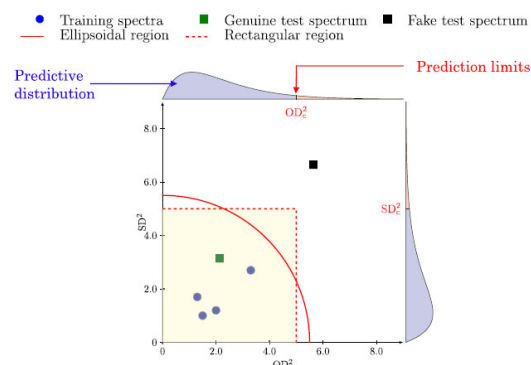 Training spectra
Genuine test spectrum
Fake test spectrum
Ellipsoidal region
Rectangular region
Predictive
distribution
Prediction limits
OD²c
8.0
6.0
SD²c
SD²
4.0
2.0
0
0
2.0
4.0
6.0
8.0
OD²